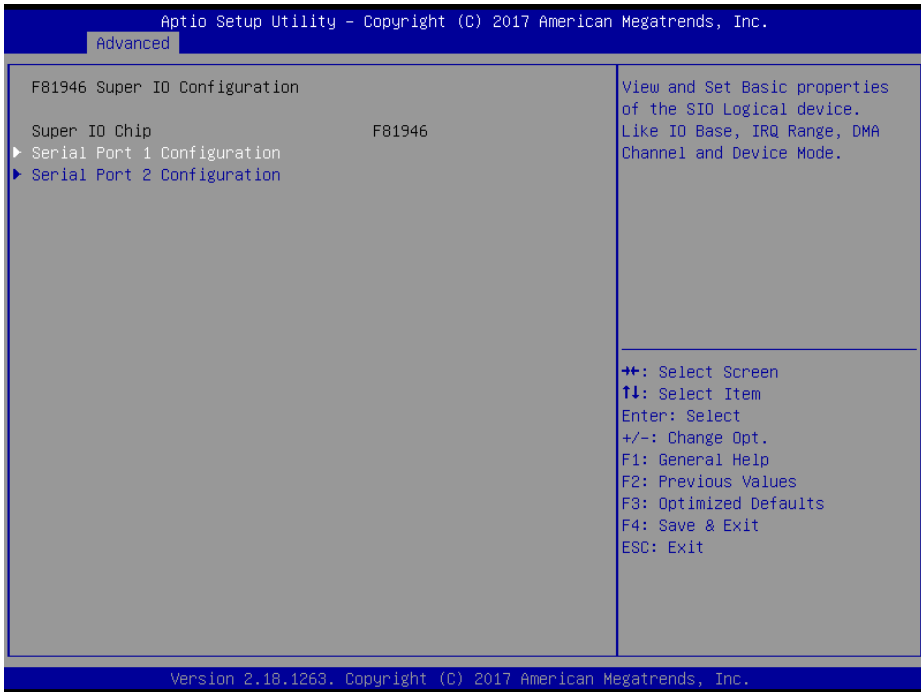 Aptio Setup Utility – Copyright (C) 2017 American Megatrends, Inc.
Advanced
F81946 Super IO Configuration
Super IO Chip F81946
▶ Serial Port 1 Configuration
▶ Serial Port 2 Configuration
View and Set Basic properties
of the SIO Logical device.
Like IO Base, IRQ Range, DMA
Channel and Device Mode.
→←: Select Screen
↑↓: Select Item
Enter: Select
+/-: Change Opt.
F1: General Help
F2: Previous Values
F3: Optimized Defaults
F4: Save & Exit
ESC: Exit
Version 2.18.1263. Copyright (C) 2017 American Megatrends, Inc.